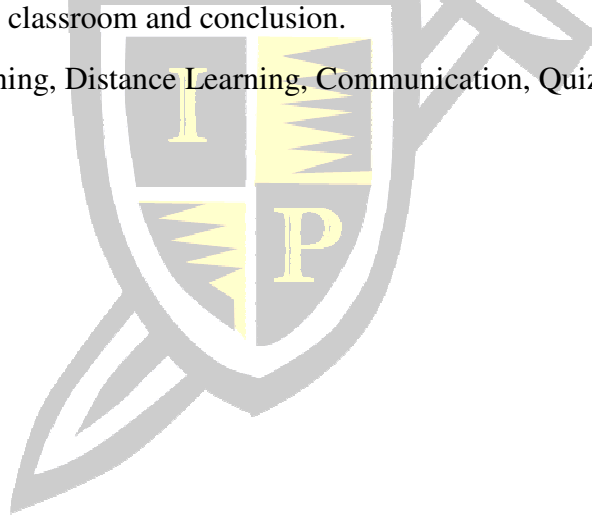 classroom and conclusion.
ning, Distance Learning, Communication, Quiz
I
P